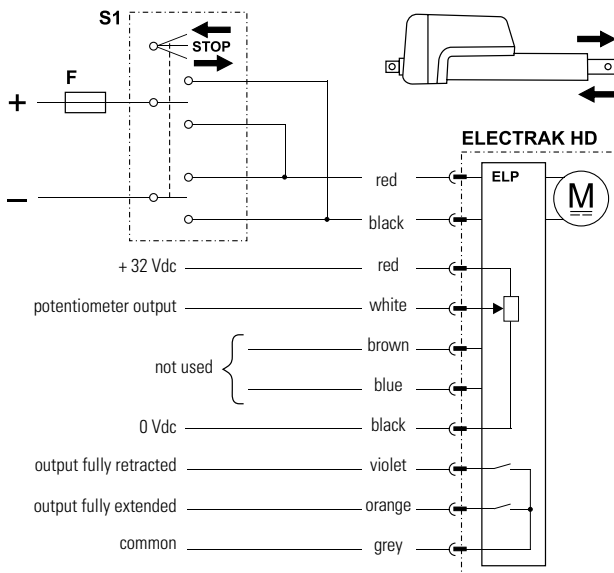 S1
STOP
F
+
–
ELECTRAK HD
ELP
M
red
black
+ 32 Vdc red
potentiometer output white
brown
not used
blue
0 Vdc black
output fully retracted violet
output fully extended orange
common grey